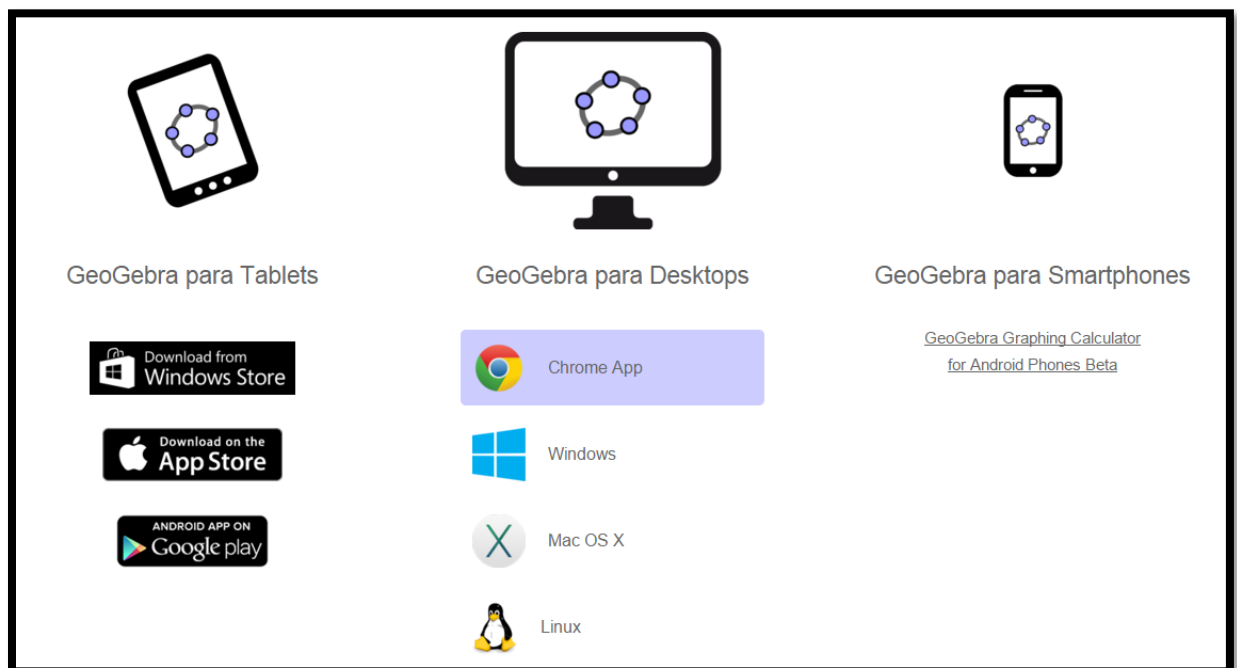 GeoGebra para Tablets
Download from
Windows Store
Download on the
App Store
ANDROID APP ON
Google play
GeoGebra para Desktops
Chrome App
Windows
Mac OS X
Linux
GeoGebra para Smartphones
GeoGebra Graphing Calculator
for Android Phones Beta